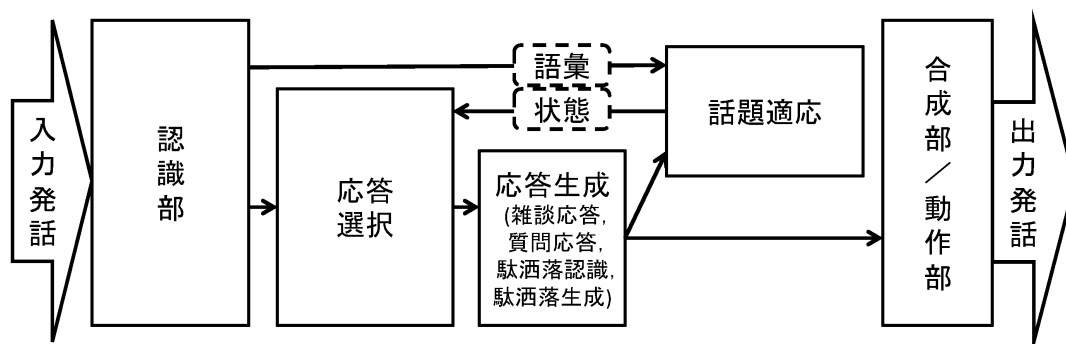 入力発話
認識部
語彙
状態
応答
選択
応答生成
(雑談応答,
質問応答,
駄洒落認識,
駄洒落生成)
話題適応
合成部／動作部
出力発話